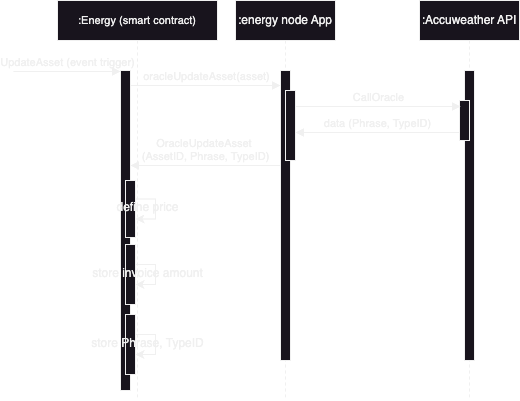 :Energy (smart contract)
:energy node App
:Accuweather API
UpdateAsset (event trigger)
oracleUpdateAsset(asset)
CallOracle
data (Phrase, TypeID)
OracleUpdateAsset
(AssetID, Phrase, TypeID)
define price
store invoice amount
store Phrase, TypeID